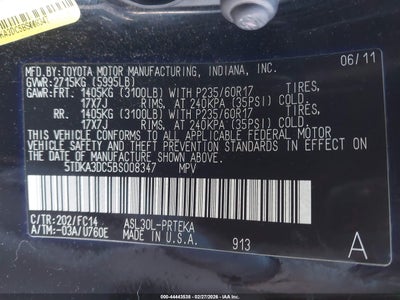 MFD. BY: TOYOTA MOTOR MANUFACTURING, INDIANA, INC. 06/11
GVWR: 2715KG (5995LB)
GAWR: FRT. 1405KG (3100LB) WITH P235/60R17 TIRES,
17X7J RIMS, AT 240KPA (35PSI) COLD.
RR. 1405KG (3100LB) WITH P235/60R17 TIRES,
17X7J RIMS, AT 240KPA (35PSI) COLD.
THIS VEHICLE CONFORMS TO ALL APPLICABLE FEDERAL MOTOR VEHICLE
SAFETY AND THEFT PREVENTION STANDARDS IN EFFECT ON THE DATE
OF MANUFACTURE SHOWN ABOVE.
5TDKA3DC5BS008347 MPV
C/TR: 202/FC14 ASL30L-PRTEKA
A/TM: -03A/U760E MADE IN U.S.A. 913 A
000-44443538 - 02/27/2026 - IAA